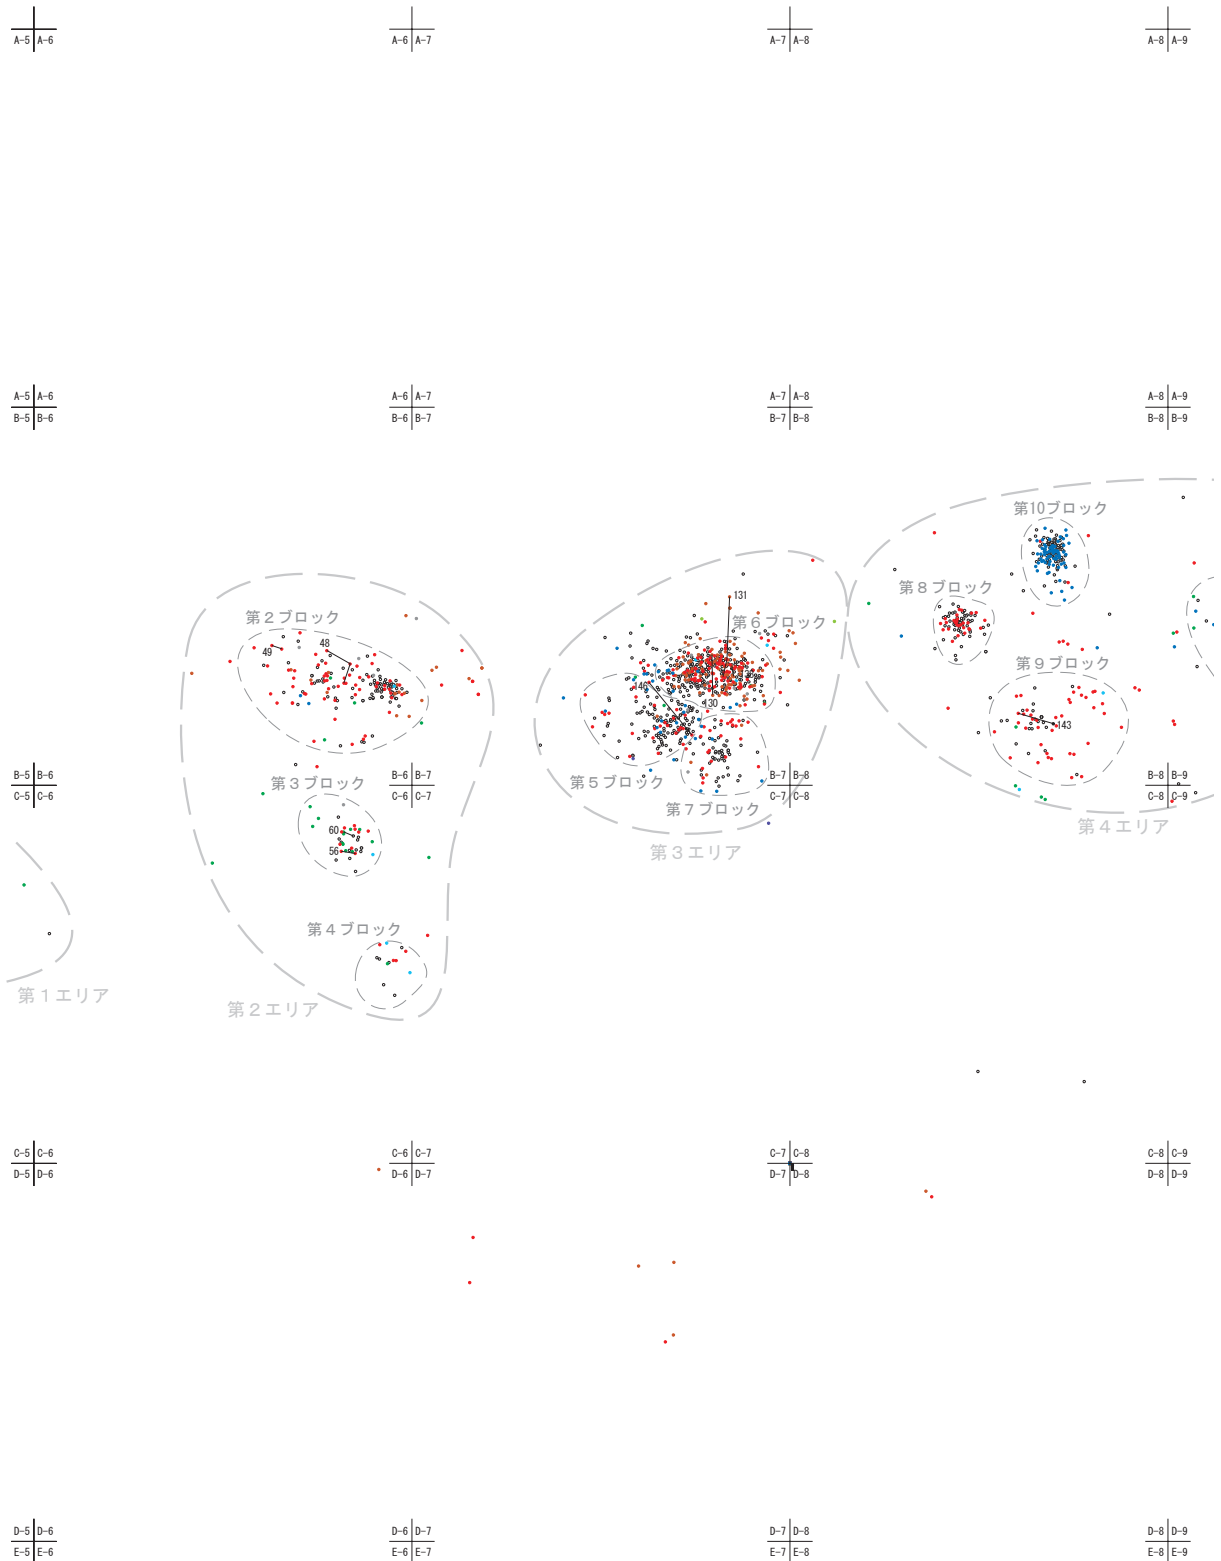 A-5 A-6
A-6 A-7
A-7 A-8
A-8 A-9
A-5 A-6
B-5 B-6
A-6 A-7
B-6 B-7
A-7 A-8
B-7 B-8
A-8 A-9
B-8 B-9
第10ブロック
第8ブロック
第2ブロック
131
第6ブロック
48
49
第9ブロック
146
130
143
B-5 B-6
C-5 C-6
第3ブロック
B-6 B-7
C-6 C-7
第5ブロック
B-7 B-8
C-7 C-8
第7ブロック
B-8 B-9
C-8 C-9
60
56
第3エリア
第4エリア
第4ブロック
第1エリア
第2エリア
C-5 C-6
D-5 D-6
C-6 C-7
D-6 D-7
C-7 C-8
D-7 D-8
C-8 C-9
D-8 D-9
D-5 D-6
E-5 E-6
D-6 D-7
E-6 E-7
D-7 D-8
E-7 E-8
D-8 D-9
E-8 E-9